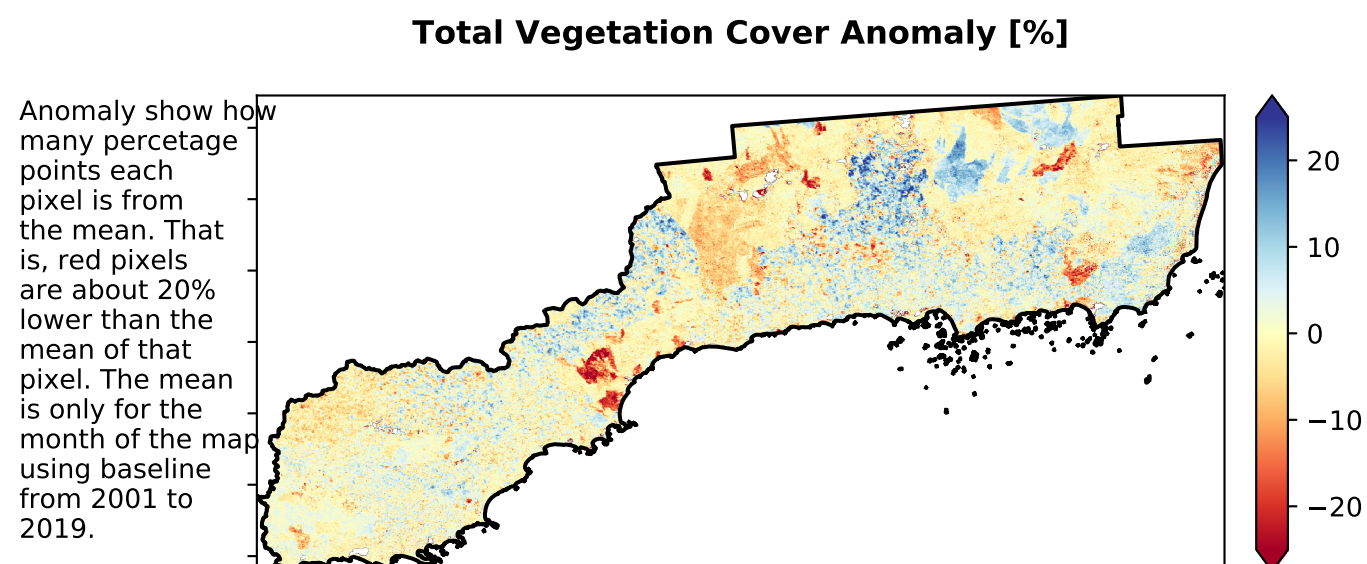 Total Vegetation Cover Anomaly [%]
Anomaly show how
many percetage
points each
pixel is from
the mean. That
is, red pixels
are about 20%
lower than the
mean of that
pixel. The mean
is only for the
month of the map
using baseline
from 2001 to
2019.
20
10
0
−10
−20